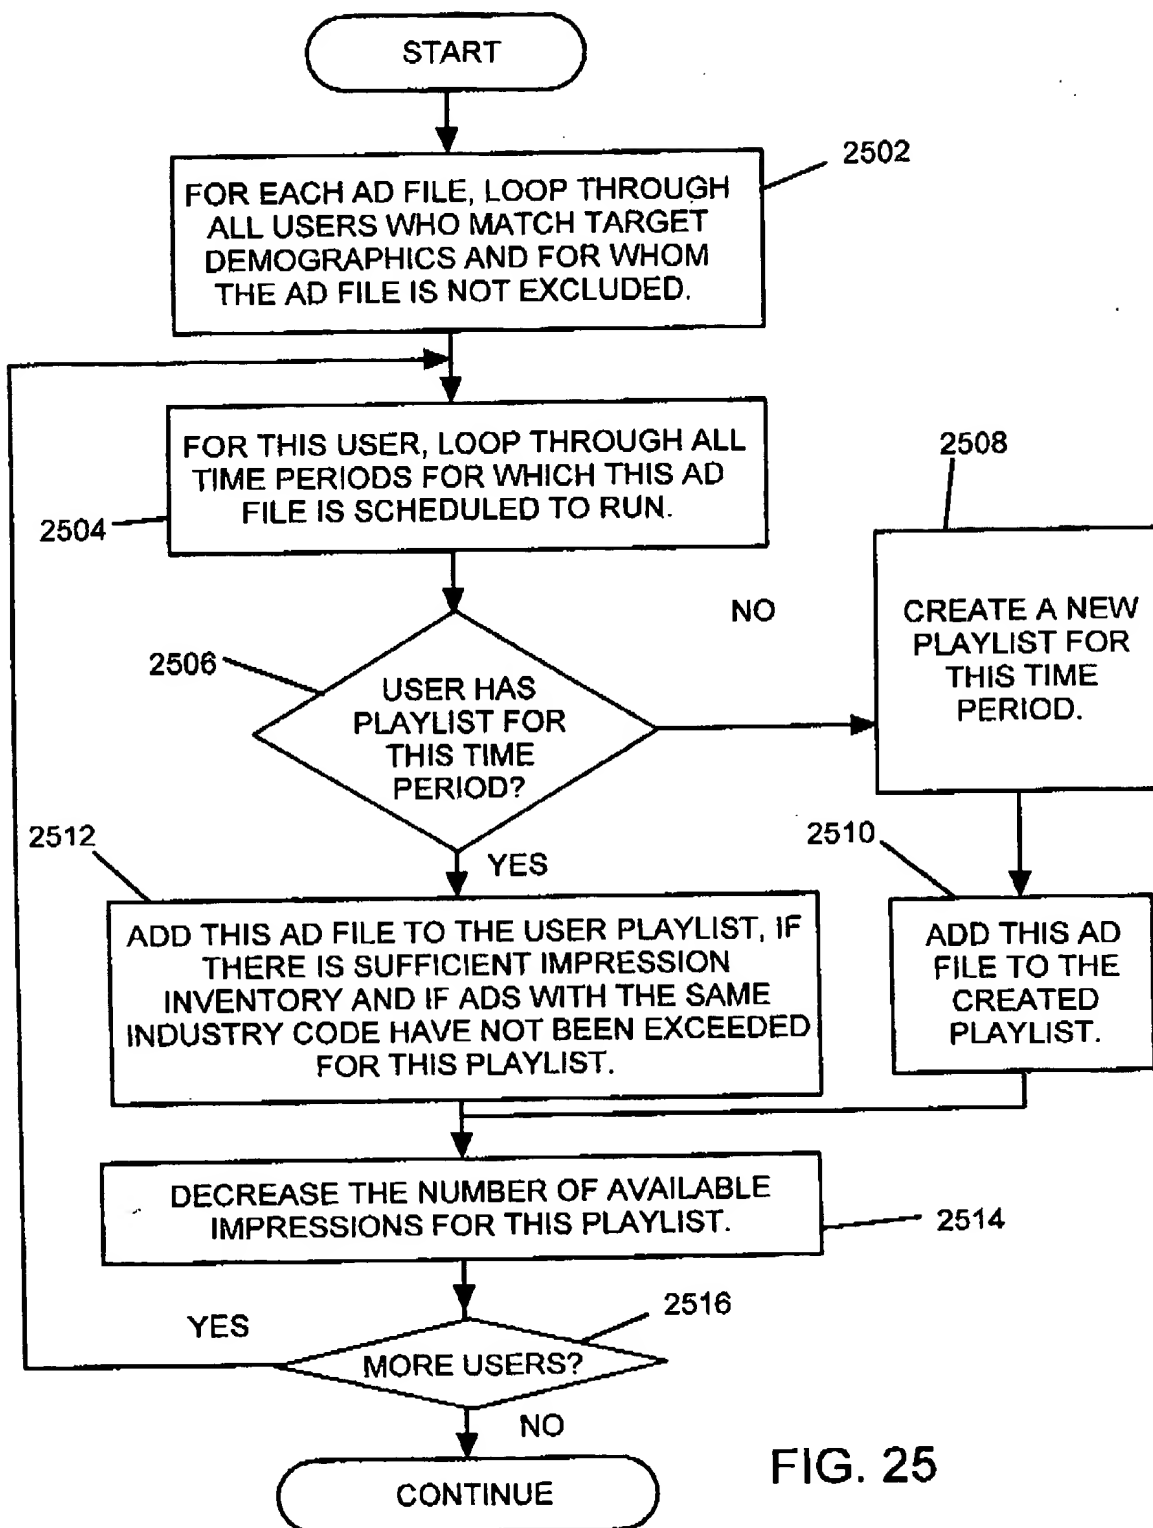 START
2502
FOR EACH AD FILE, LOOP THROUGH
ALL USERS WHO MATCH TARGET
DEMOGRAPHICS AND FOR WHOM
THE AD FILE IS NOT EXCLUDED.
FOR THIS USER, LOOP THROUGH ALL
TIME PERIODS FOR WHICH THIS AD
FILE IS SCHEDULED TO RUN.
2504
2508
NO
CREATE A NEW
PLAYLIST FOR
THIS TIME
PERIOD.
2506
USER HAS
PLAYLIST FOR
THIS TIME
PERIOD?
2512
YES
2510
ADD THIS AD FILE TO THE USER PLAYLIST, IF
THERE IS SUFFICIENT IMPRESSION
INVENTORY AND IF ADS WITH THE SAME
INDUSTRY CODE HAVE NOT BEEN EXCEEDED
FOR THIS PLAYLIST.
ADD THIS AD
FILE TO THE
CREATED
PLAYLIST.
DECREASE THE NUMBER OF AVAILABLE
IMPRESSIONS FOR THIS PLAYLIST.
2514
2516
YES
MORE USERS?
NO
CONTINUE
FIG. 25